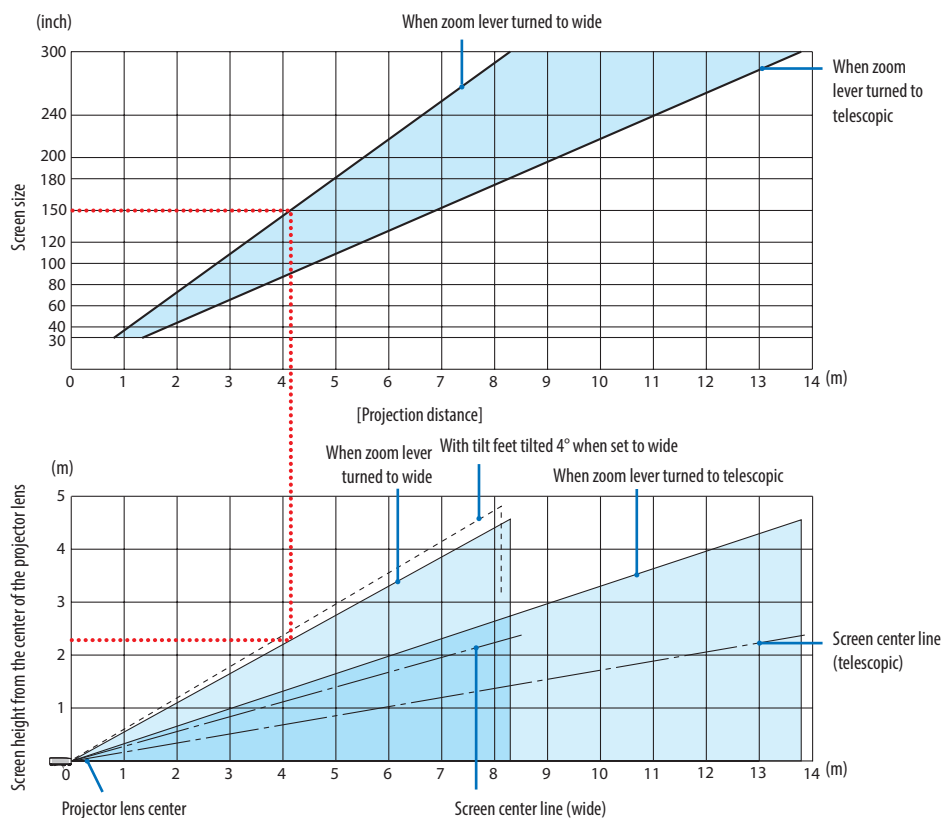 (inch)
When zoom lever turned to wide
300
240
200
180
150
120
100
80
60
40
30
Screen size
When zoom
lever turned to
telescopic
0 1 2 3 4 5 6 7 8 9 10 11 12 13 14 (m)
[Projection distance]
(m)
When zoom lever
turned to wide
With tilt feet tilted 4° when set to wide
When zoom lever turned to telescopic
5
4
3
2
1
Screen height from the center of the projector lens
Screen center line
(telescopic)
0 1 2 3 4 5 6 7 8 9 10 11 12 13 14 (m)
Projector lens center
Screen center line (wide)